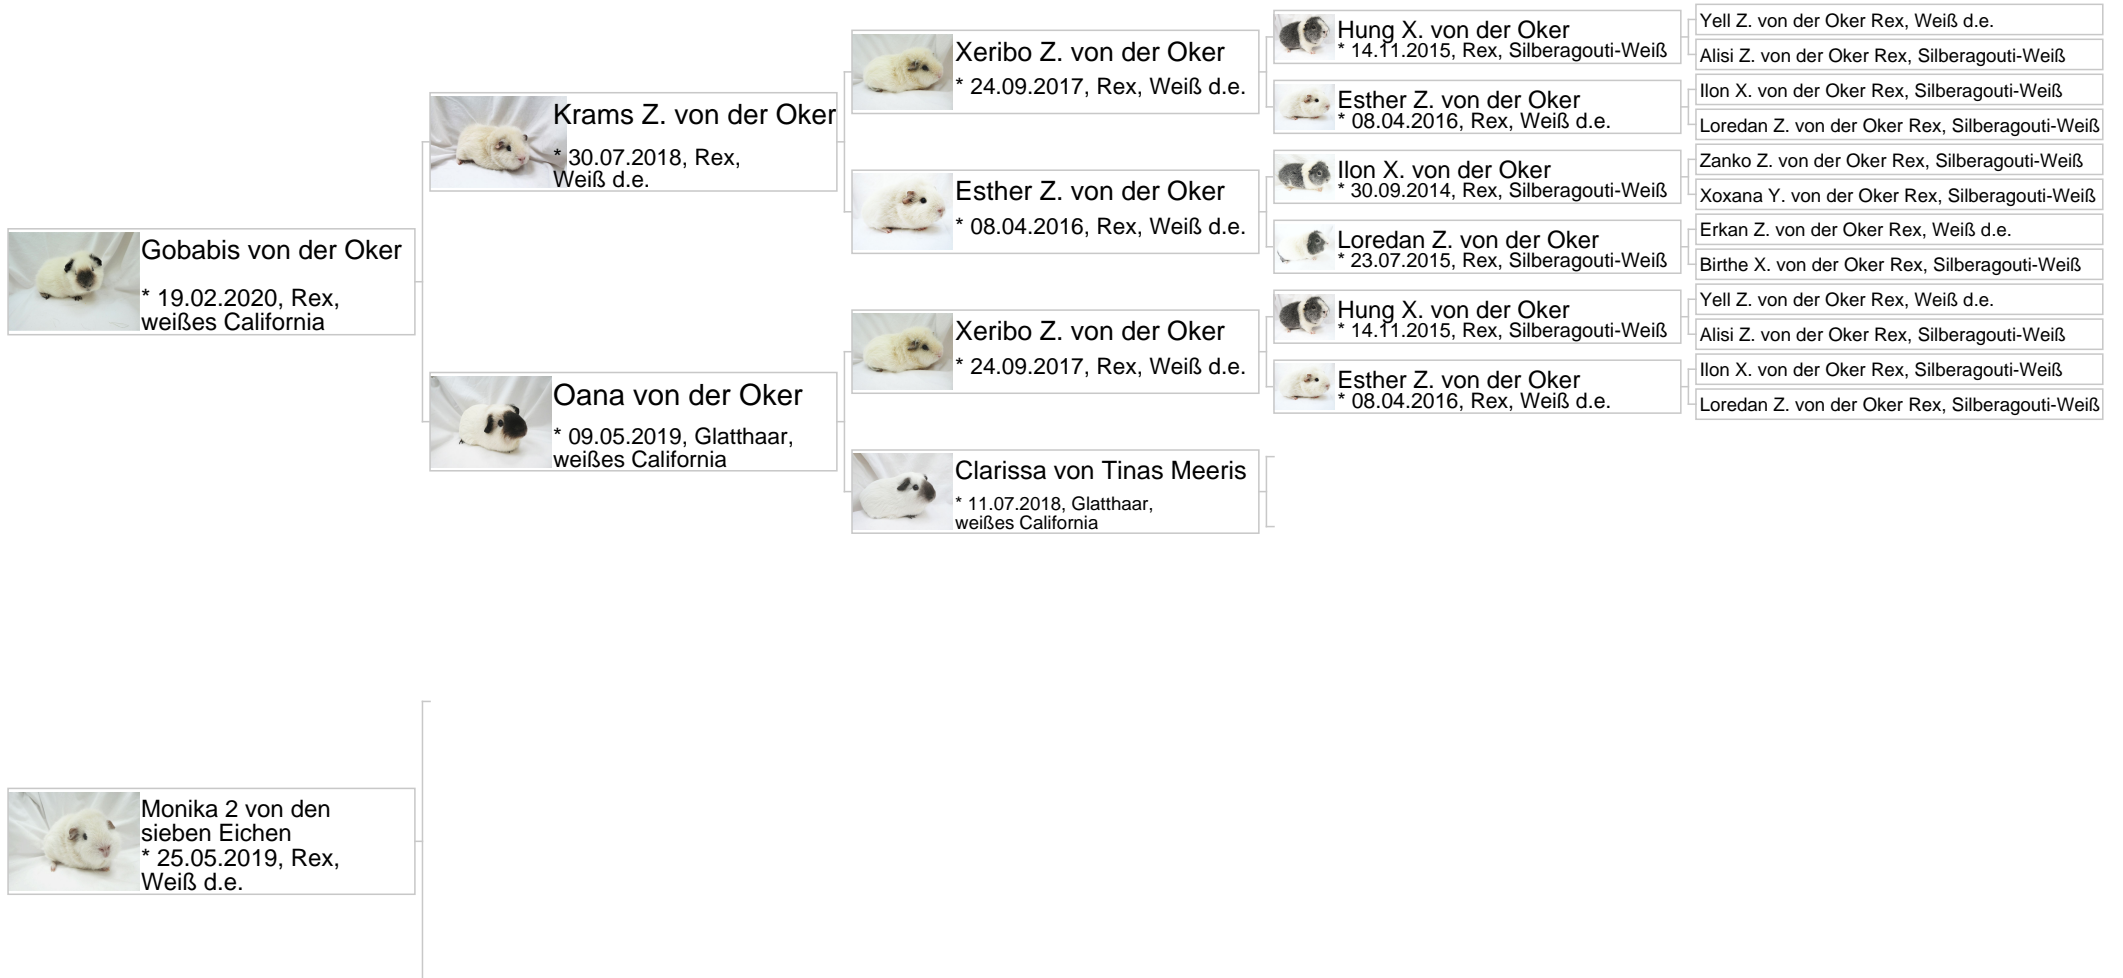 Gobabis von der Oker
* 19.02.2020, Rex,
weißes California
Krams Z. von der Oker
* 30.07.2018, Rex,
Weiß d.e.
Xeribo Z. von der Oker
* 24.09.2017, Rex, Weiß d.e.
Hung X. von der Oker
* 14.11.2015, Rex, Silberagouti-Weiß
Yell Z. von der Oker Rex, Weiß d.e.
Alisi Z. von der Oker Rex, Silberagouti-Weiß
Esther Z. von der Oker
* 08.04.2016, Rex, Weiß d.e.
Ilon X. von der Oker Rex, Silberagouti-Weiß
Loredan Z. von der Oker Rex, Silberagouti-Weiß
Esther Z. von der Oker
* 08.04.2016, Rex, Weiß d.e.
Ilon X. von der Oker
* 30.09.2014, Rex, Silberagouti-Weiß
Zanko Z. von der Oker Rex, Silberagouti-Weiß
Xoxana Y. von der Oker Rex, Silberagouti-Weiß
Loredan Z. von der Oker
* 23.07.2015, Rex, Silberagouti-Weiß
Erkan Z. von der Oker Rex, Weiß d.e.
Birthe X. von der Oker Rex, Silberagouti-Weiß
Oana von der Oker
* 09.05.2019, Glatthaar,
weißes California
Xeribo Z. von der Oker
* 24.09.2017, Rex, Weiß d.e.
Hung X. von der Oker
* 14.11.2015, Rex, Silberagouti-Weiß
Yell Z. von der Oker Rex, Weiß d.e.
Alisi Z. von der Oker Rex, Silberagouti-Weiß
Esther Z. von der Oker
* 08.04.2016, Rex, Weiß d.e.
Ilon X. von der Oker Rex, Silberagouti-Weiß
Loredan Z. von der Oker Rex, Silberagouti-Weiß
Clarissa von Tinas Meeris
* 11.07.2018, Glatthaar,
weißes California
Monika 2 von den
sieben Eichen
* 25.05.2019, Rex,
Weiß d.e.